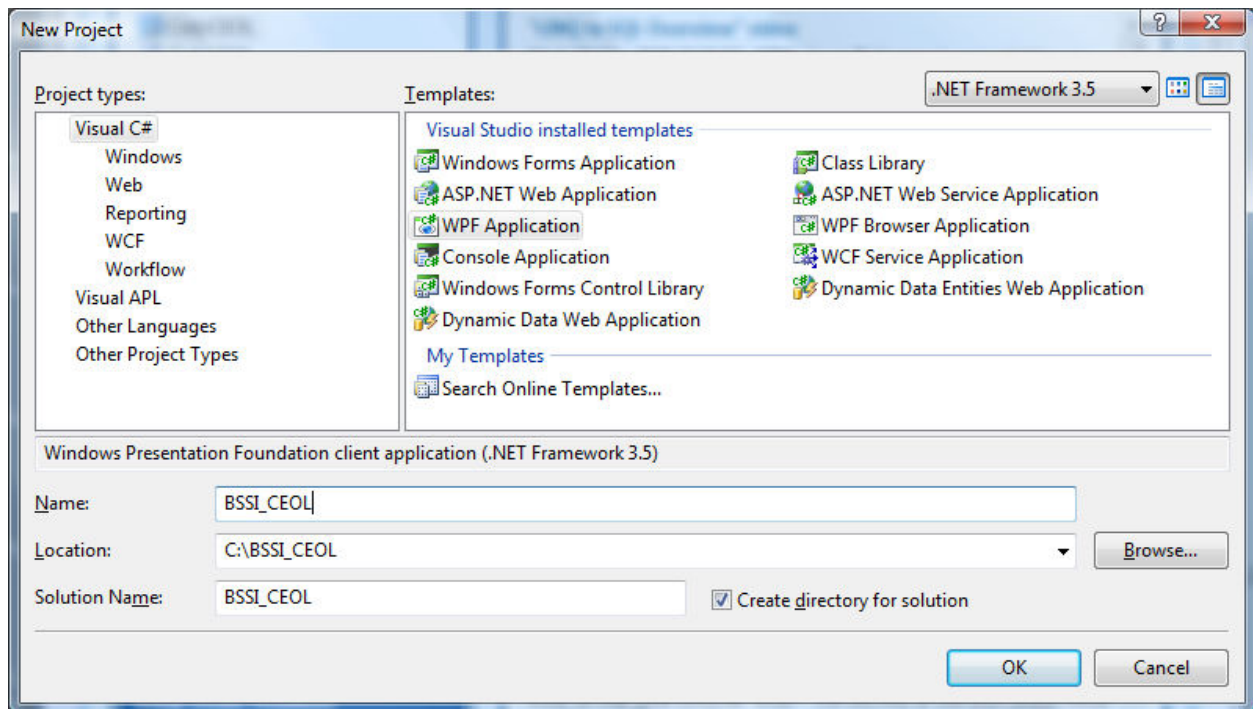 New Project
Project types:
Templates:
.NET Framework 3.5
Visual C#
Windows
Web
Reporting
WCF
Workflow
Visual APL
Other Languages
Other Project Types
Visual Studio installed templates
Windows Forms Application
Class Library
ASP.NET Web Application
ASP.NET Web Service Application
WPF Application
WPF Browser Application
Console Application
WCF Service Application
Windows Forms Control Library
Dynamic Data Entities Web Application
Dynamic Data Web Application
My Templates
Search Online Templates...
Windows Presentation Foundation client application (.NET Framework 3.5)
Name:
BSSI_CEOL
Location:
C:\BSSI_CEOL
Browse...
Solution Name:
BSSI_CEOL
Create directory for solution
OK
Cancel